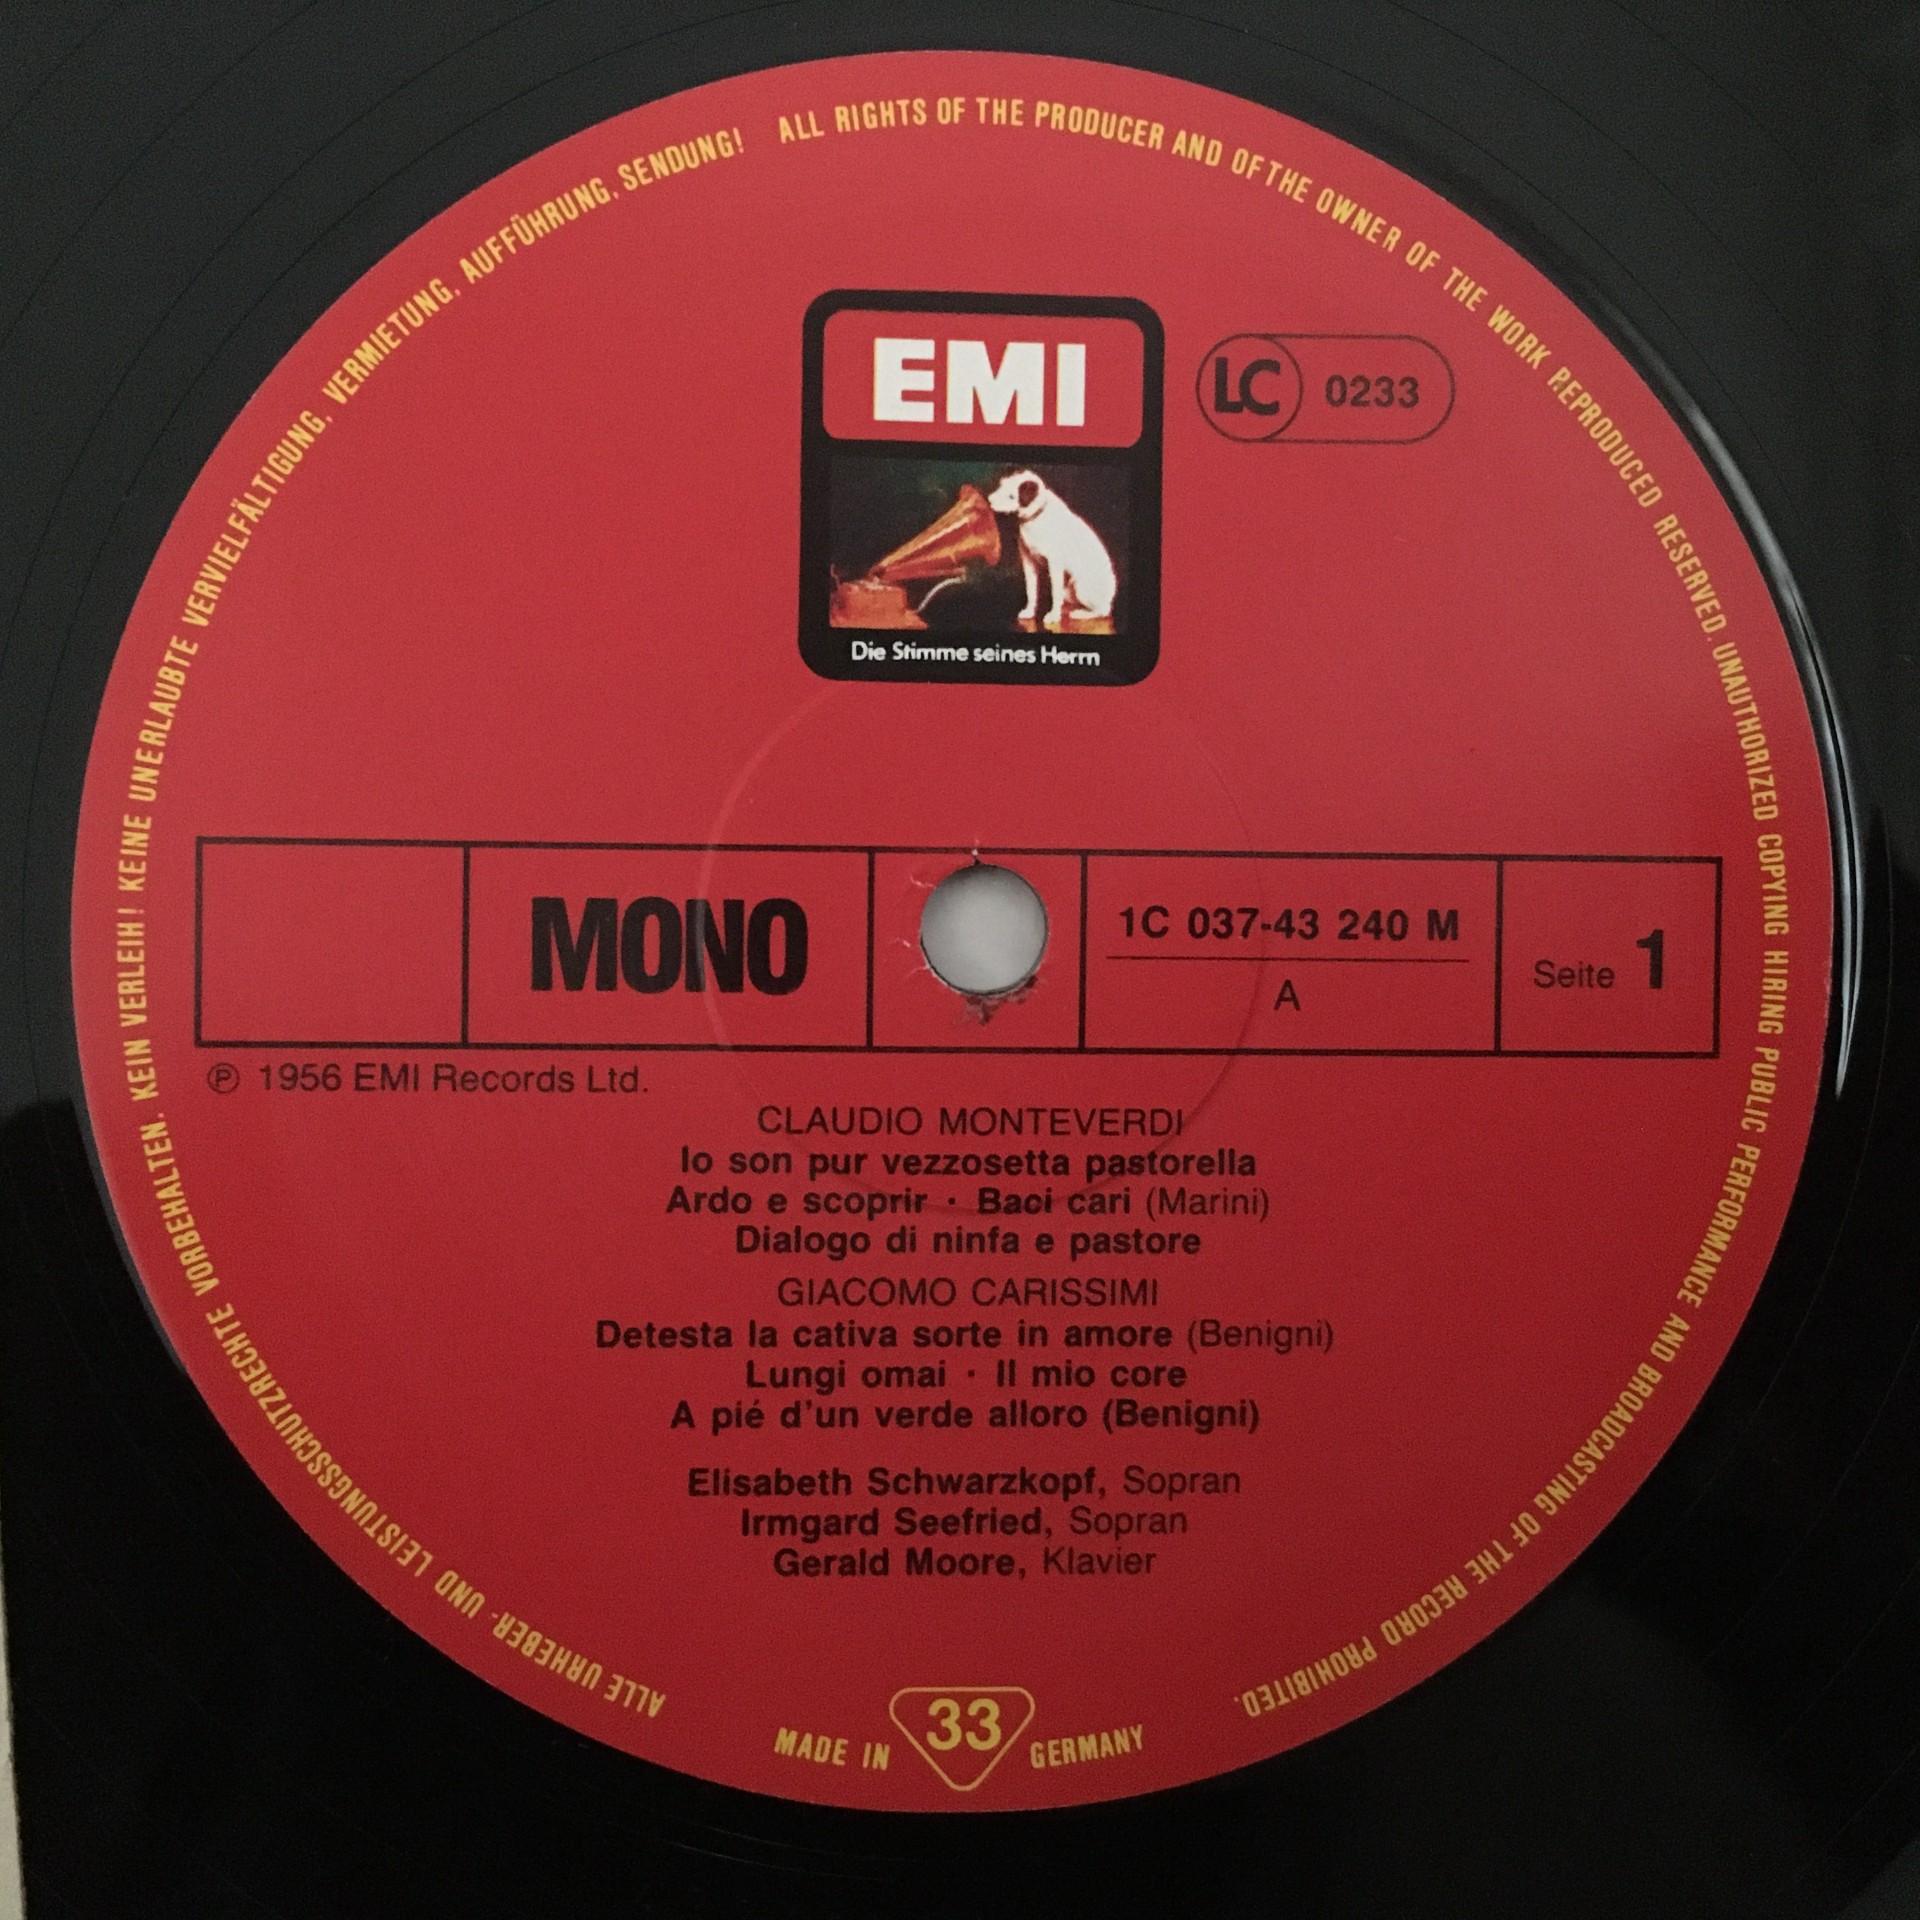 ALLE URHEBER- UND LEISTUNGSSCHUTZRECHTE VORBEHALTEN. KEIN VERLEIH! KEINE UNERLAUBTE VERVIELFÄLTIGUNG, VERMIETUNG, AUFFÜHRUNG, SENDUNG!
ALL RIGHTS OF THE PRODUCER AND OF THE OWNER OF THE WORK REPRODUCED RESERVED. UNAUTHORIZED COPYING HIRING PUBLIC PERFORMANCE AND BROADCASTING OF THE RECORD PROHIBITED.
EMI
LC 0233
Die Stimme seines Herrn
MONO
1C 037-43 240 M
A
Seite 1
℗ 1956 EMI Records Ltd.
CLAUDIO MONTEVERDI
Io son pur vezzosetta pastorella
Ardo e scoprir · Baci cari (Marini)
Dialogo di ninfa e pastore
GIACOMO CARISSIMI
Detesta la cativa sorte in amore (Benigni)
Lungi omai · Il mio core
A pié d'un verde alloro (Benigni)
Elisabeth Schwarzkopf, Sopran
Irmgard Seefried, Sopran
Gerald Moore, Klavier
MADE IN 33 GERMANY